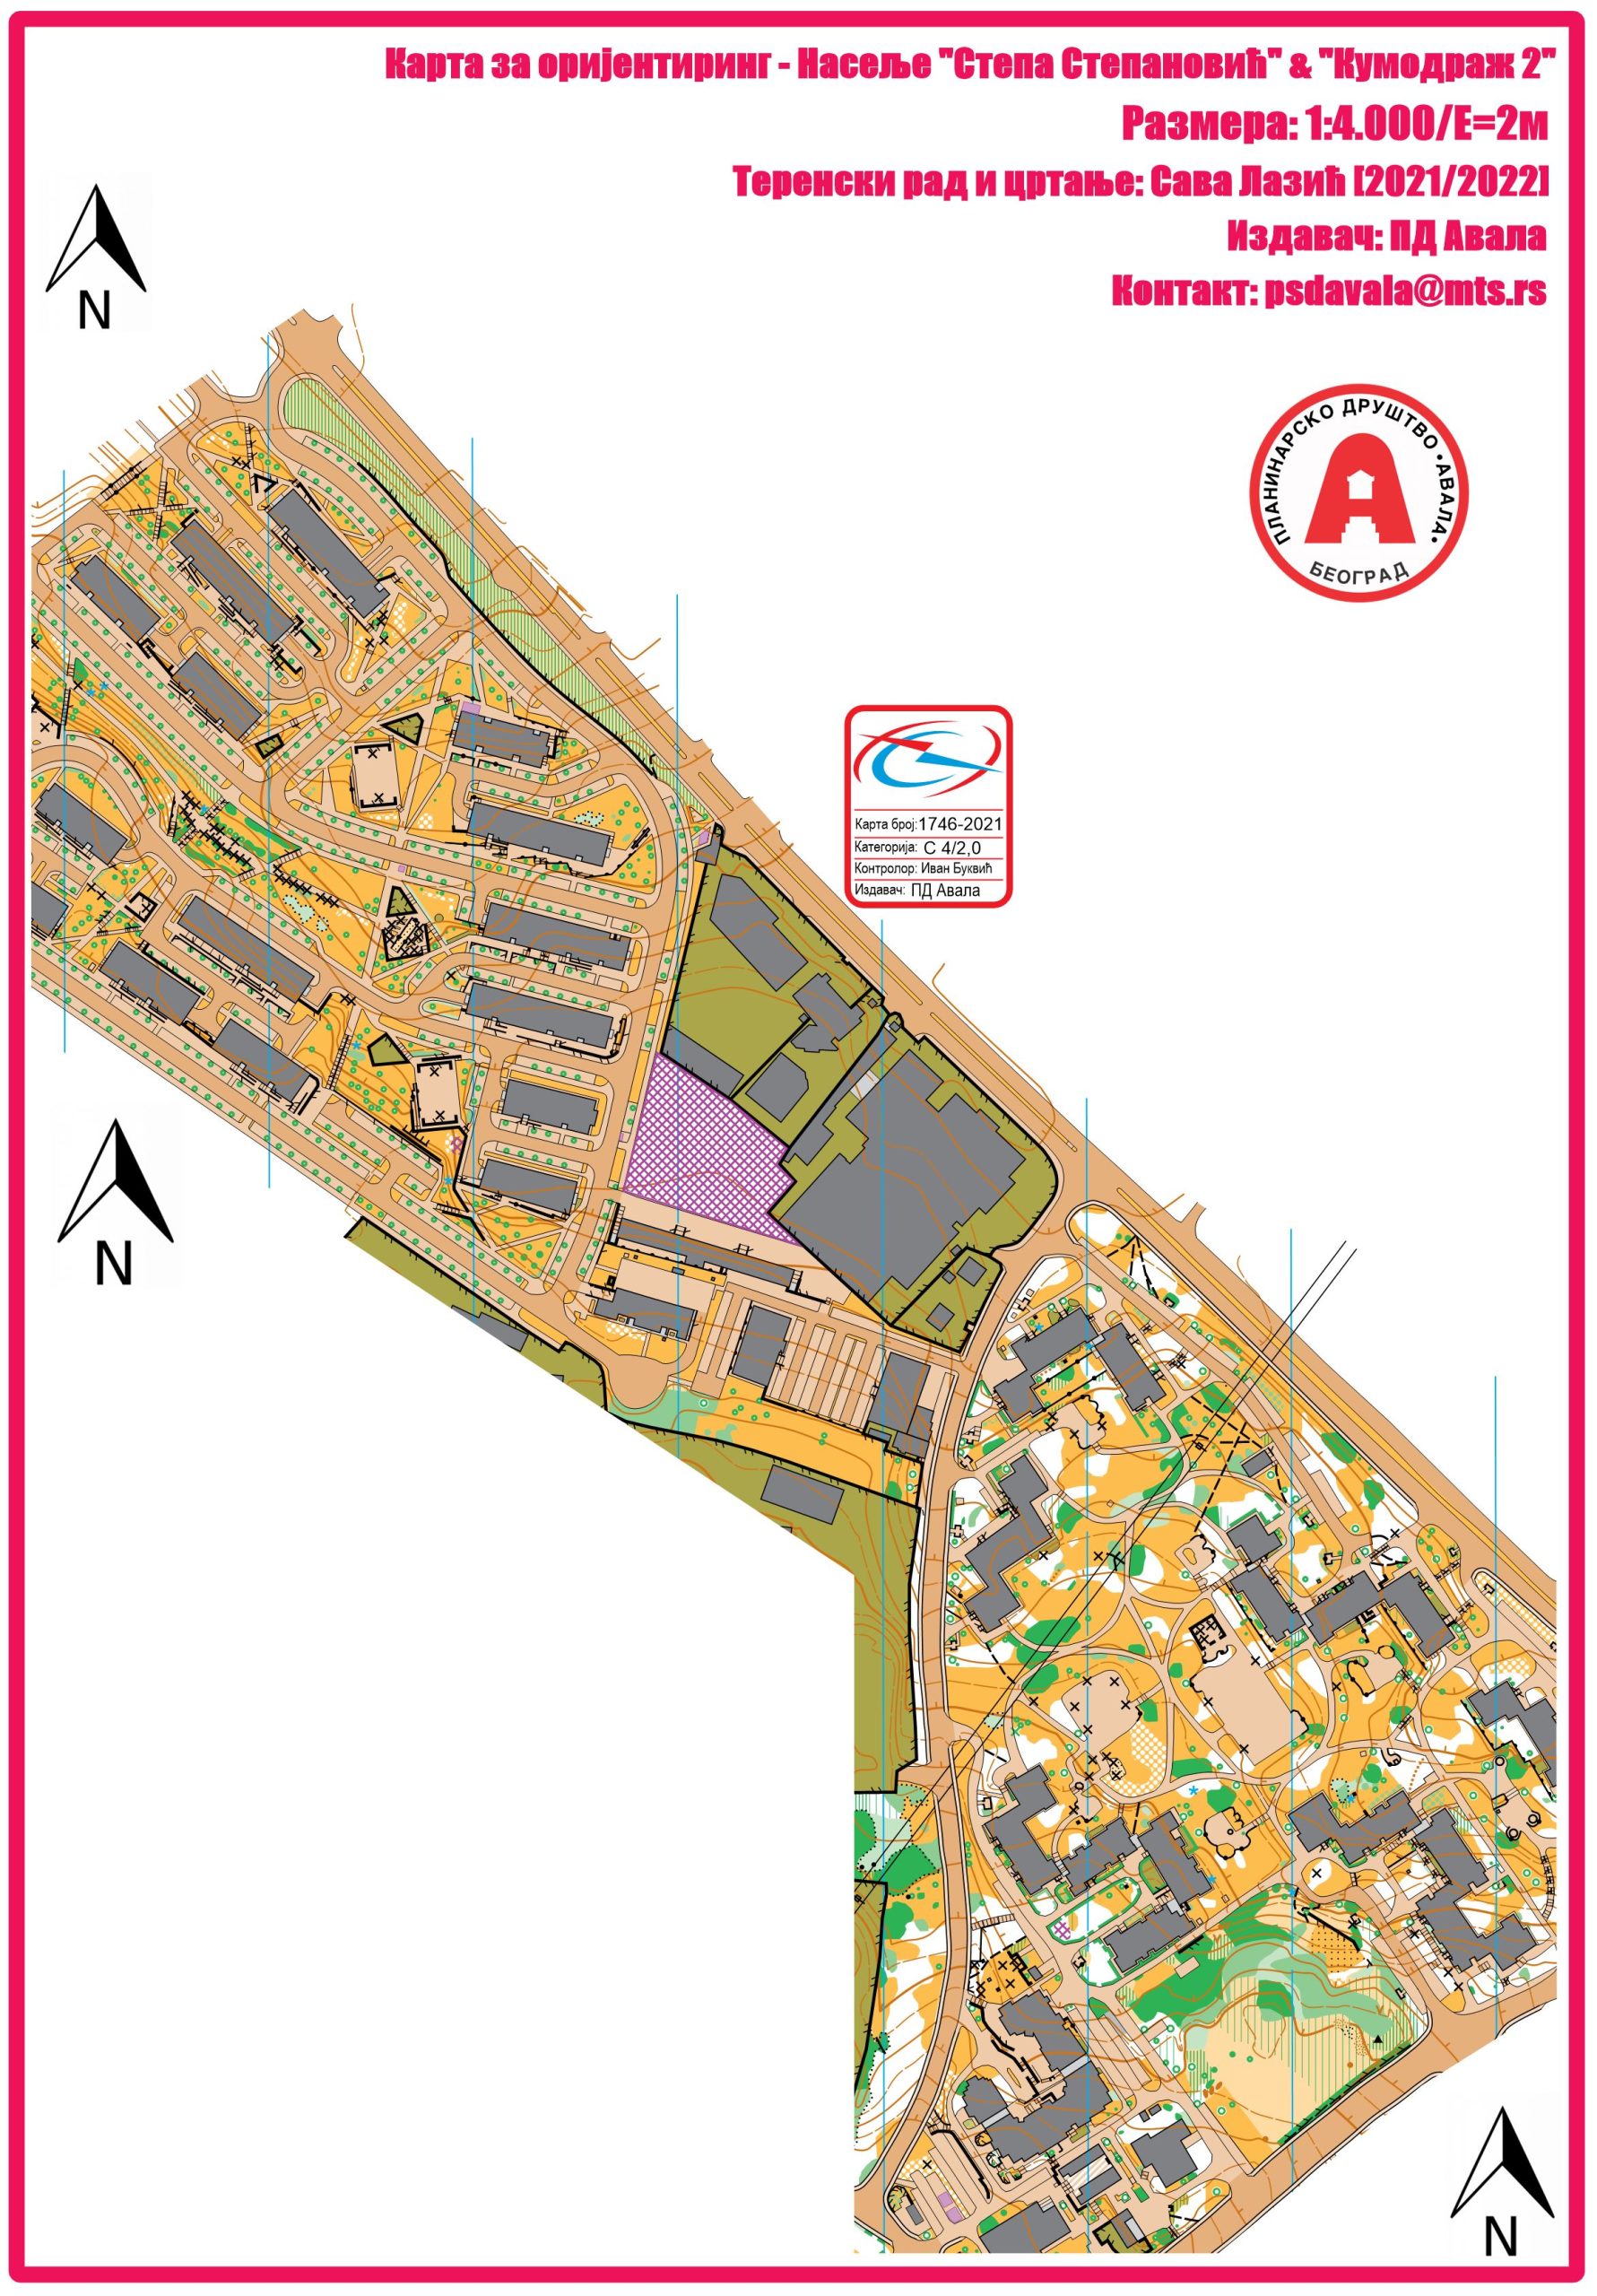 Карта за оријентиринг - Насеље "Степа Степановић" & "Кумодраж 2"
Размера: 1:4.000/E=2м
Теренски рад и цртање: Сава Лазић [2021/2022]
Издавач: ПД Авала
Контакт: psdavala@mts.rs
N
ПЛАНИНАРСКО ДРУШТВО •АВАЛА•
БЕОГРАД
Карта број: 1746-2021
Категорија: С 4/2,0
Контролор: Иван Буквић
Издавач: ПД Авала
N
N